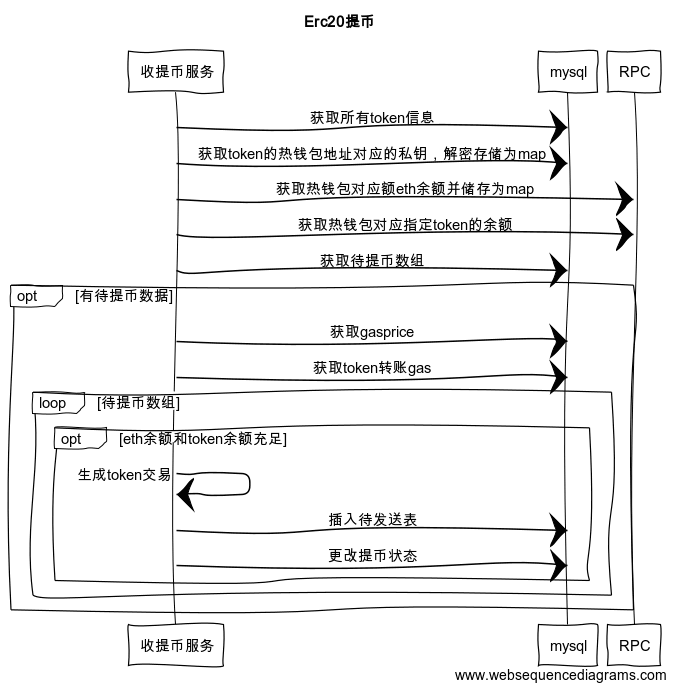 Erc20提币
收提币服务
mysql
RPC
获取所有token信息
获取token的热钱包地址对应的私钥，解密存储为map
获取热钱包对应额eth余额并储存为map
获取热钱包对应指定token的余额
获取待提币数组
opt
[有待提币数据]
获取gasprice
获取token转账gas
loop
[待提币数组]
opt
[eth余额和token余额充足]
生成token交易
插入待发送表
更改提币状态
收提币服务
mysql
RPC
www.websequencediagrams.com